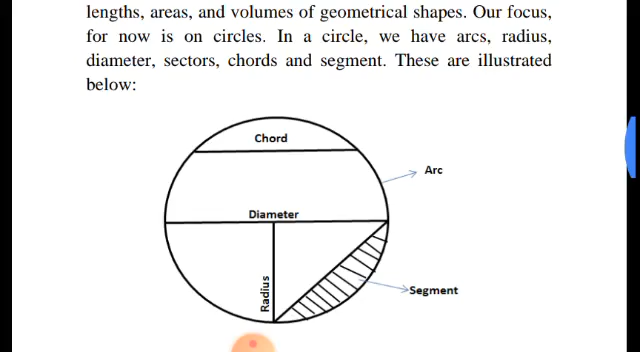 lengths, areas, and volumes of geometrical shapes. Our focus,
for now is on circles. In a circle, we have arcs, radius,
diameter, sectors, chords and segment. These are illustrated
below:
Chord
Arc
Diameter
Radius
Segment